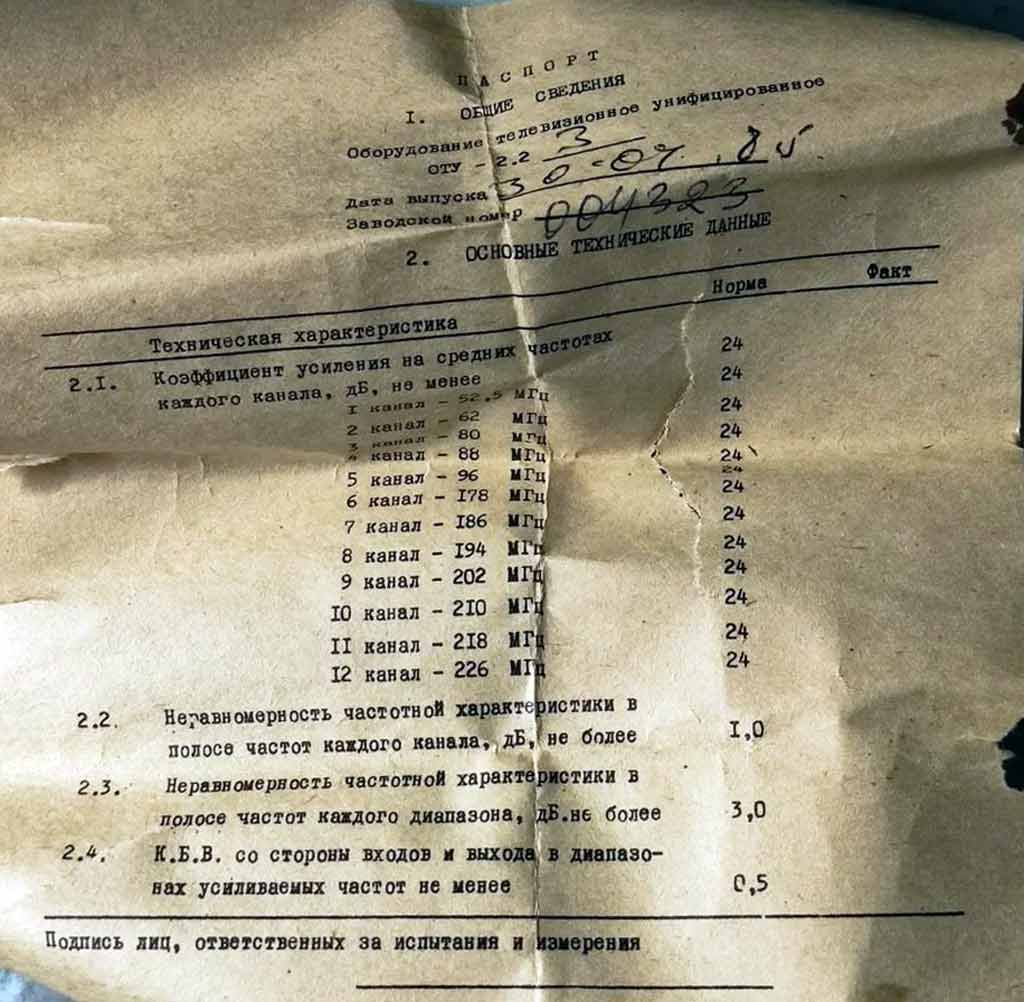 ПАСПОРТ
I. ОБЩИЕ СВЕДЕНИЯ
Оборудование телевизионное унифицированное
ОТУ - 2.2 3
Дата выпуска 30-07.85.
Заводской номер 004323
2. ОСНОВНЫЕ ТЕХНИЧЕСКИЕ ДАННЫЕ
Техническая характеристика Норма Факт
2.I. Коэффициент усиления на средних частотах
каждого канала, дБ, не менее
I канал - 52.5 МГц 24
2 канал - 62 МГц 24
3 канал - 80 МГц 24
4 канал - 88 МГц 24
5 канал - 96 МГц 24
6 канал - I78 МГц 24
7 канал - I86 МГц 24
8 канал - I94 МГц 24
9 канал - 202 МГц 24
I0 канал - 2I0 МГц 24
II канал - 2I8 МГц 24
I2 канал - 226 МГц 24
24
2.2. Неравномерность частотной характеристики в
полосе частот каждого канала, дБ, не более I,0
2.3. Неравномерность частотной характеристики в
полосе частот каждого диапазона, дБ.не более 3,0
2.4. К.Б.В. со стороны входов и выхода в диапазо-
нах усиливаемых частот не менее 0,5
Подпись лиц, ответственных за испытания и измерения